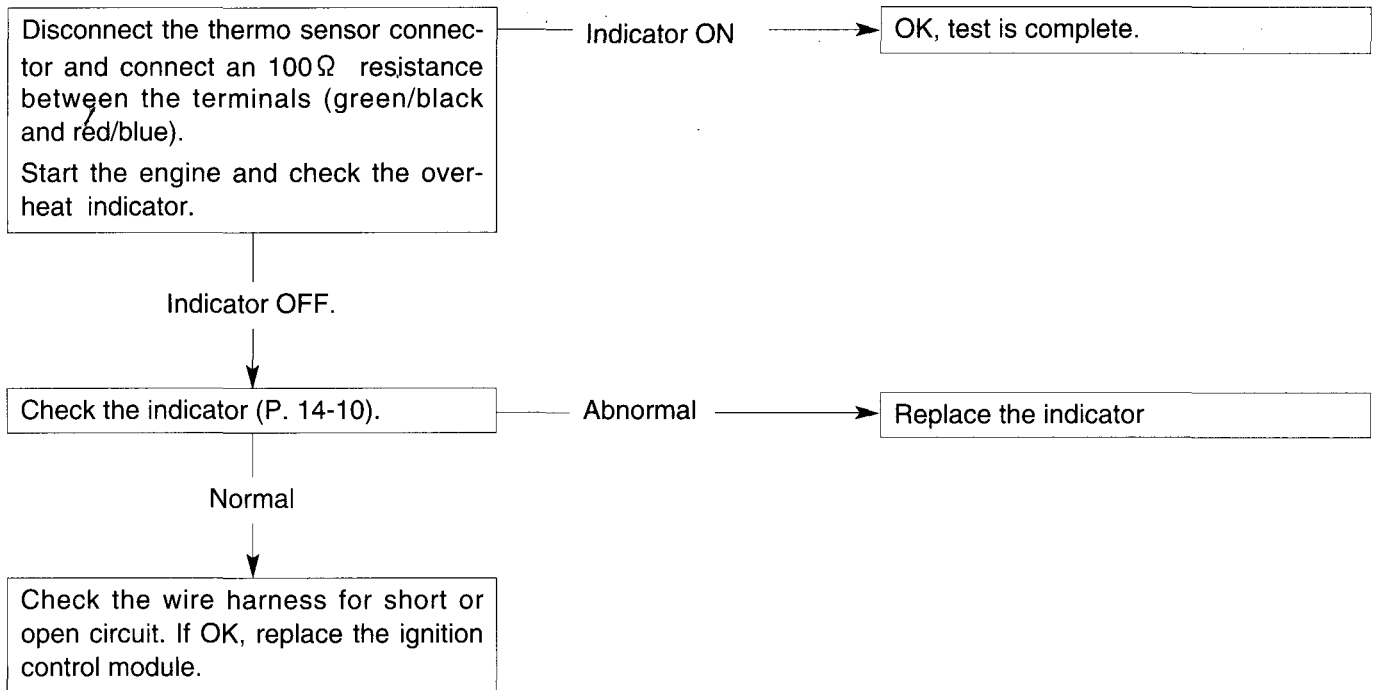 Disconnect the thermo sensor connec-
tor and connect an 100Ω resistance
between the terminals (green/black
and red/blue).
Start the engine and check the over-
heat indicator.
Indicator ON
OK, test is complete.
Indicator OFF.
Check the indicator (P. 14-10).
Abnormal
Replace the indicator
Normal
Check the wire harness for short or
open circuit. If OK, replace the ignition
control module.